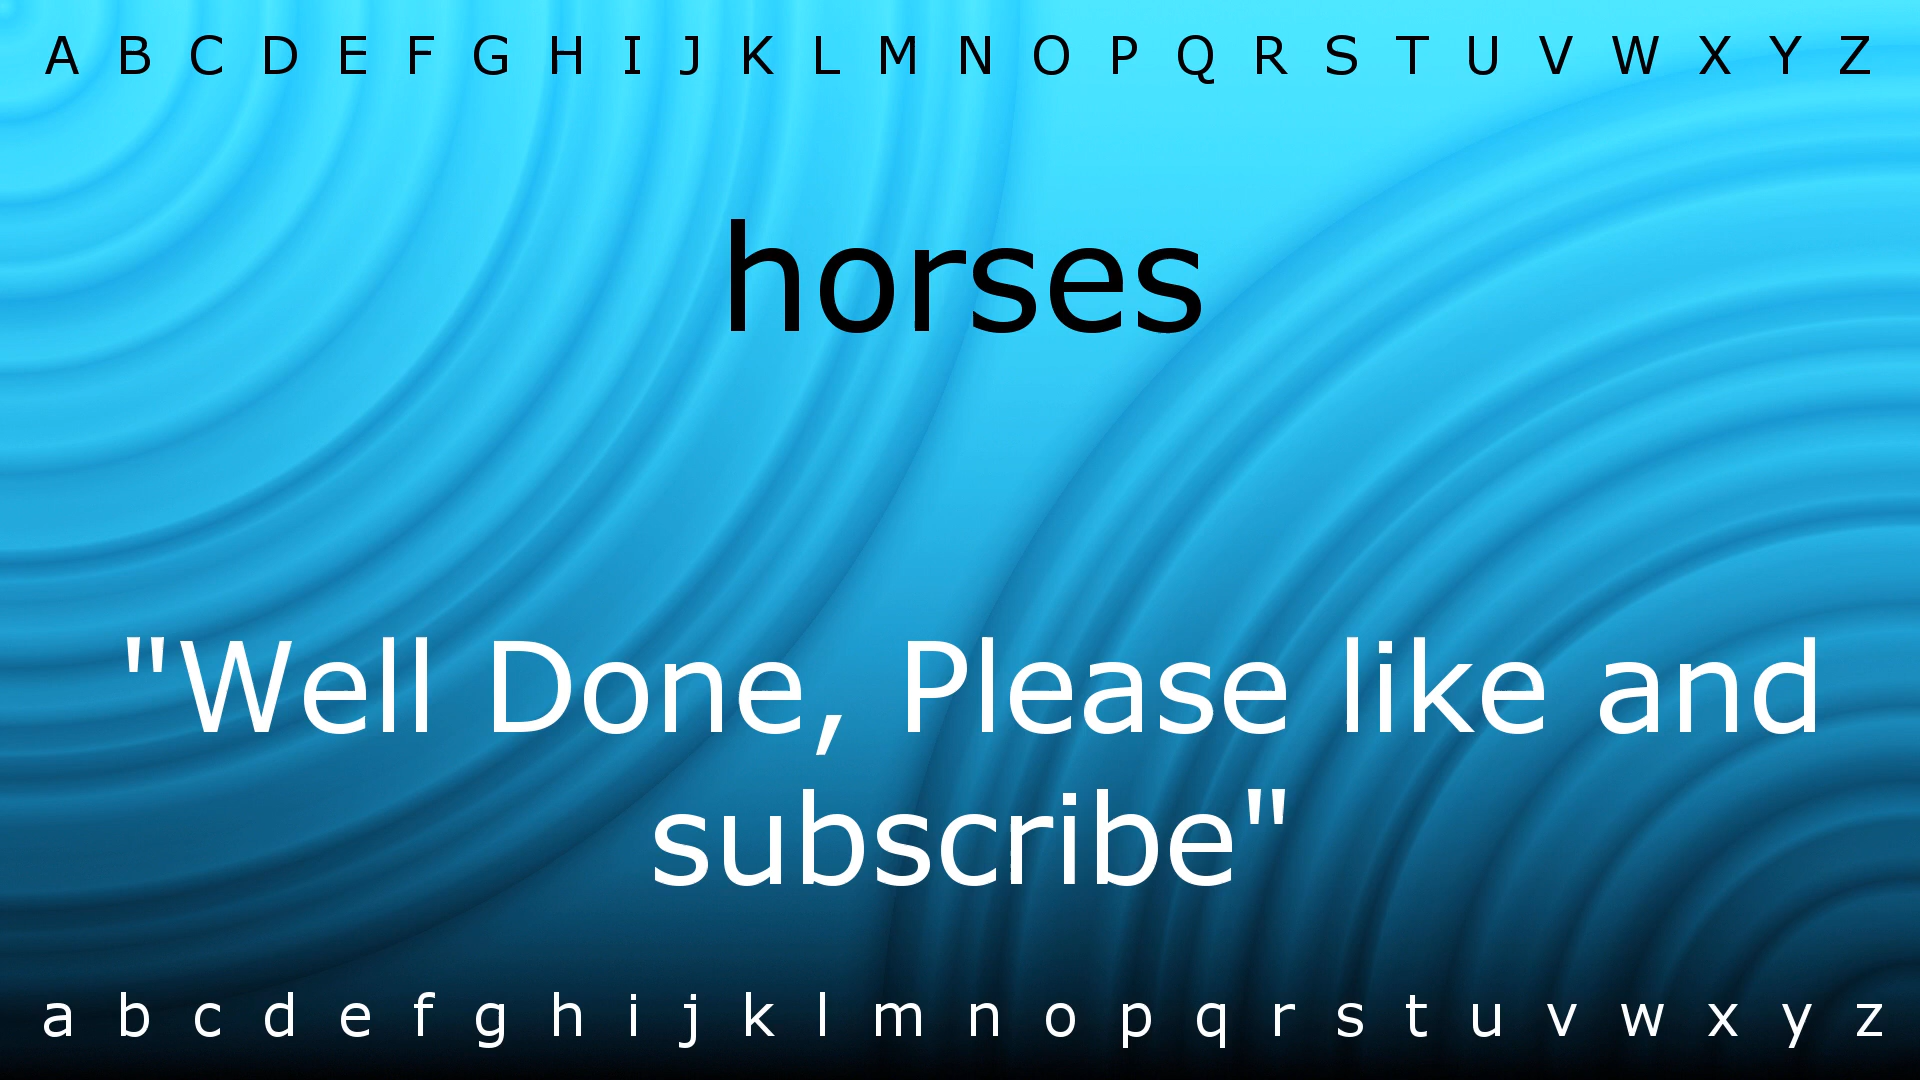 A B C D E F G H I J K L M N O P Q R S T U V W X Y Z
horses
"Well Done, Please like and
subscribe"
a b c d e f g h i j k l m n o p q r s t u v w x y z